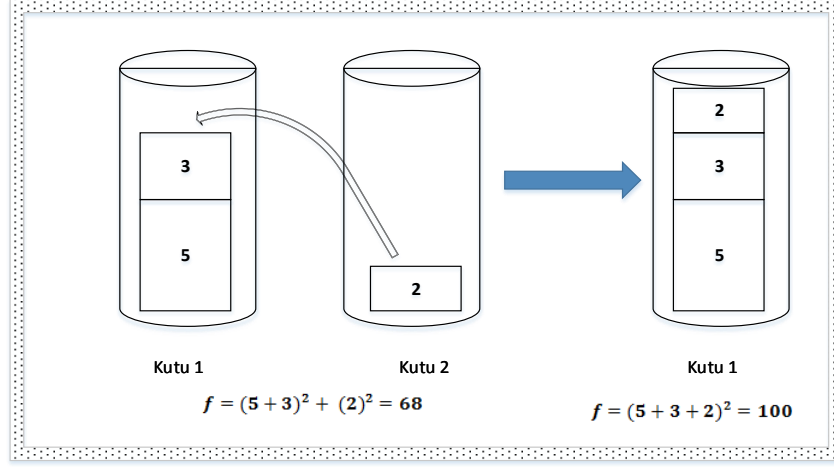 2
3
3
5
5
2
Kutu 1
Kutu 2
Kutu 1
f = (5 + 3)² + (2)² = 68
f = (5 + 3 + 2)² = 100